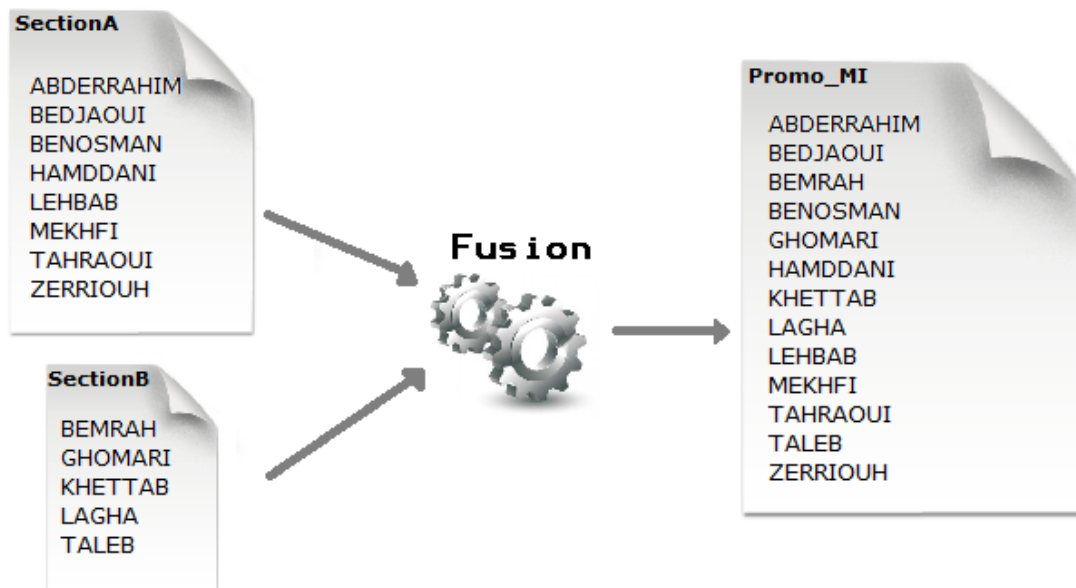 SectionA
ABDERRAHIM
BEDJAOUI
BENOSMAN
HAMDDANI
LEHBAB
MEKHFI
TAHRAOUI
ZERRIOUH
SectionB
BEMRAH
GHOMARI
KHETTAB
LAGHA
TALEB
Fusion
Promo_MI
ABDERRAHIM
BEDJAOUI
BEMRAH
BENOSMAN
GHOMARI
HAMDDANI
KHETTAB
LAGHA
LEHBAB
MEKHFI
TAHRAOUI
TALEB
ZERRIOUH